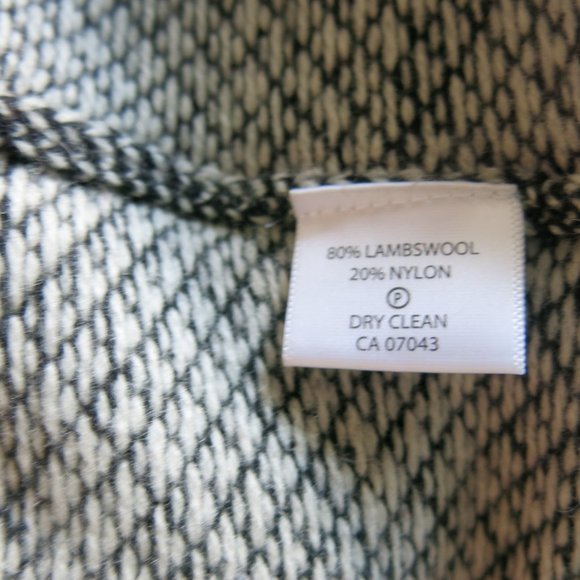 80% LAMBSWOOL
20% NYLON
Ⓟ
DRY CLEAN
CA 07043